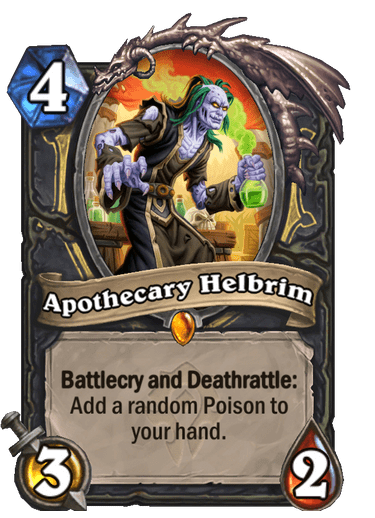 4
Apothecary Helbrim
Battlecry and Deathrattle:
Add a random Poison to
your hand.
3
2